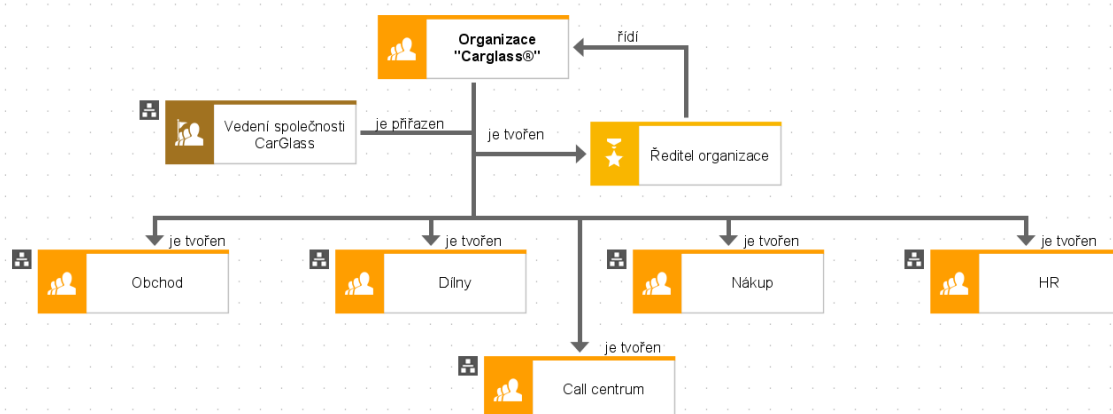 Organizace
"Carglass®"
řídí
Vedení společnosti
CarGlass
je přiřazen
je tvořen
Ředitel organizace
je tvořen
je tvořen
je tvořen
je tvořen
Obchod
Dílny
Nákup
HR
je tvořen
Call centrum